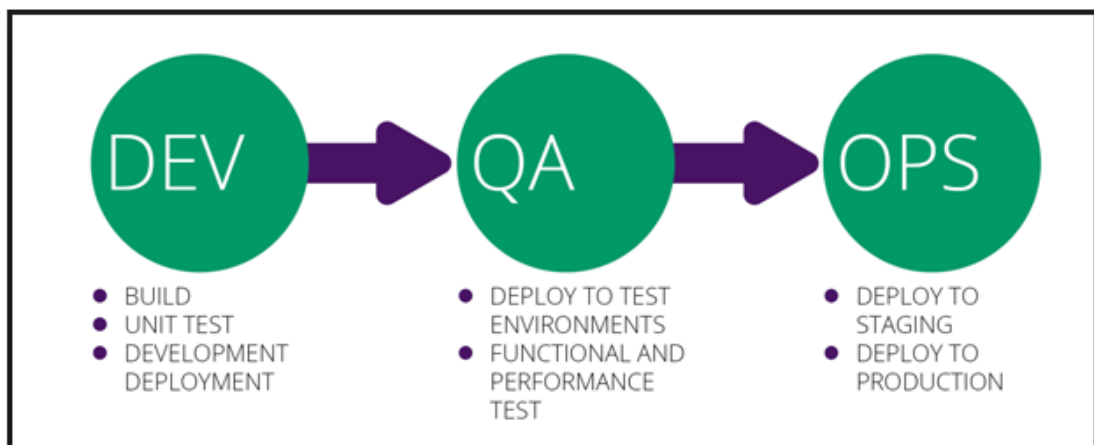 DEV
QA
OPS
● BUILD
● UNIT TEST
● DEVELOPMENT
DEPLOYMENT
● DEPLOY TO TEST
ENVIRONMENTS
● FUNCTIONAL AND
PERFORMANCE
TEST
● DEPLOY TO
STAGING
● DEPLOY TO
PRODUCTION